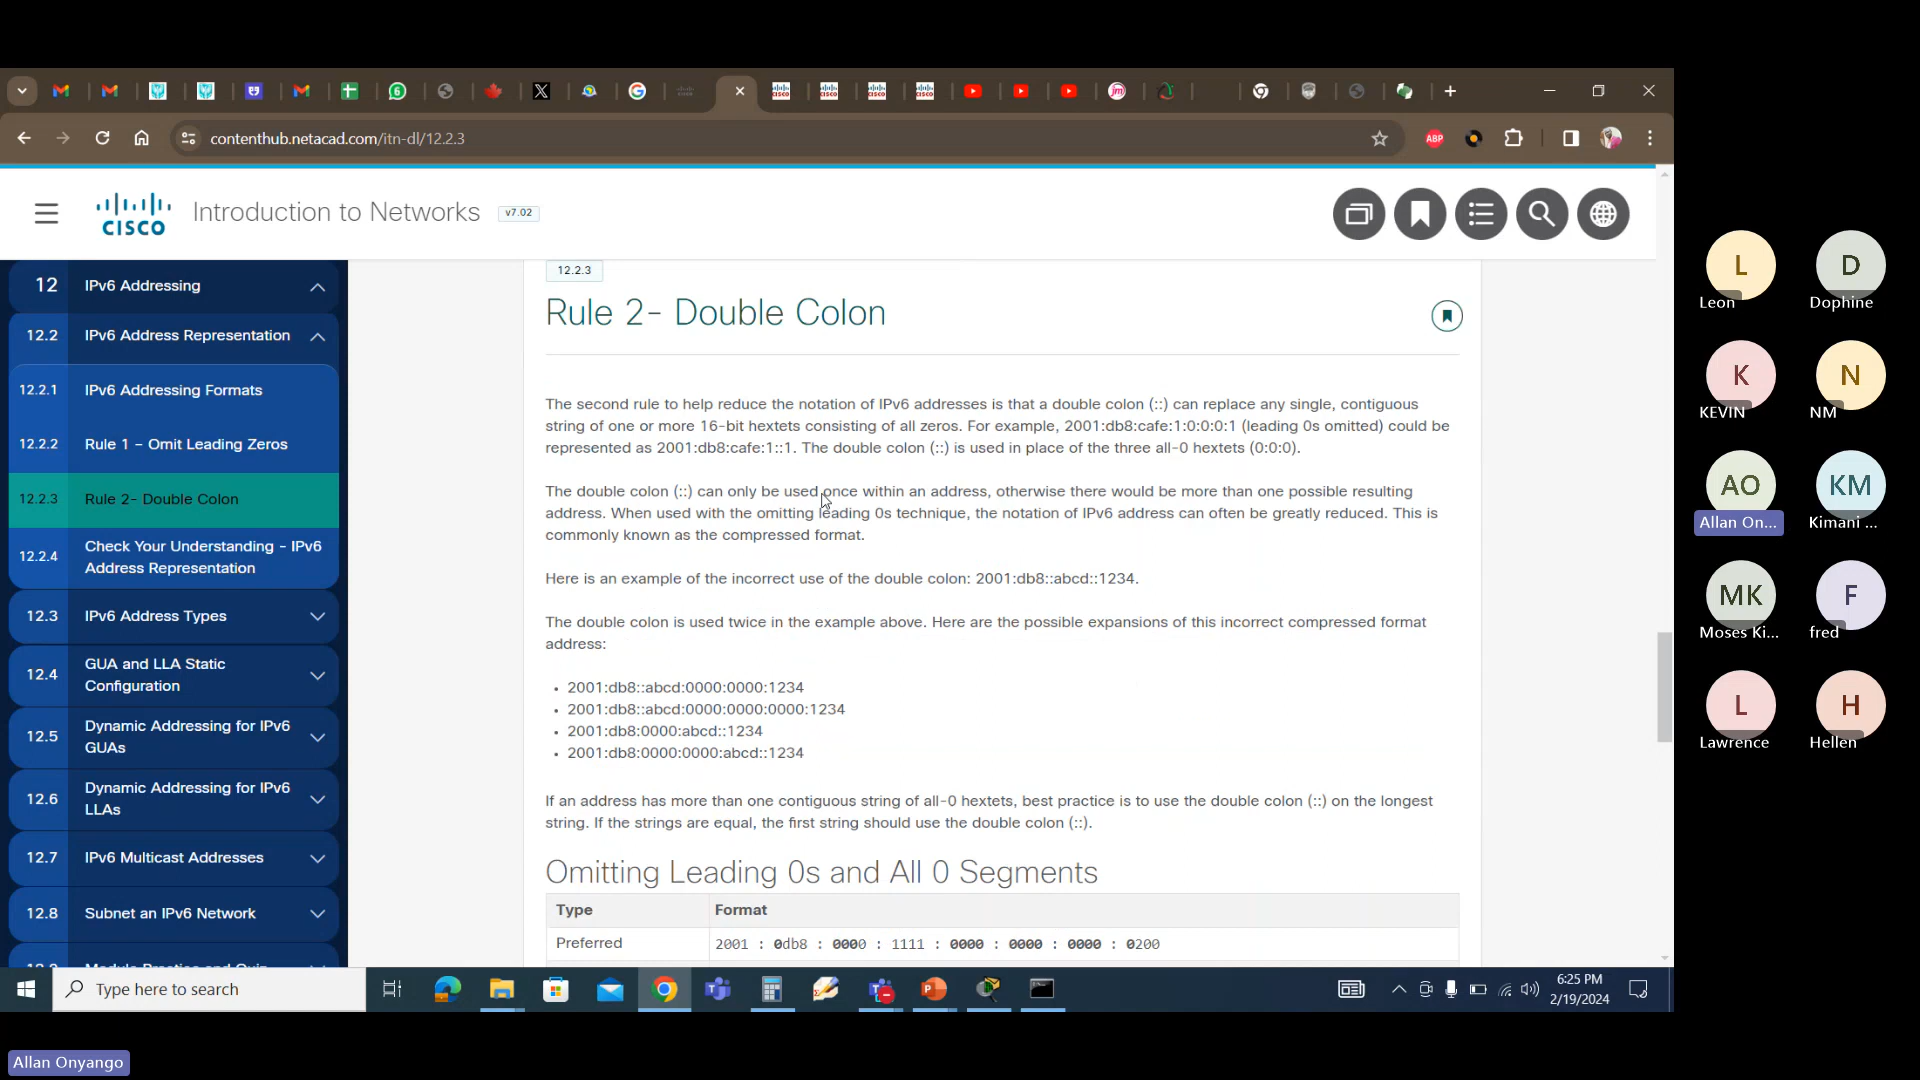 contenthub.netacad.com/itn-dl/12.2.3
ABP
CISCO
Introduction to Networks
v7.02
12 IPv6 Addressing
12.2 IPv6 Address Representation
12.2.1 IPv6 Addressing Formats
12.2.2 Rule 1 – Omit Leading Zeros
12.2.3 Rule 2- Double Colon
12.2.4 Check Your Understanding - IPv6
Address Representation
12.3 IPv6 Address Types
12.4 GUA and LLA Static
Configuration
12.5 Dynamic Addressing for IPv6
GUAs
12.6 Dynamic Addressing for IPv6
LLAs
12.7 IPv6 Multicast Addresses
12.8 Subnet an IPv6 Network
12.2.3
Rule 2- Double Colon
The second rule to help reduce the notation of IPv6 addresses is that a double colon (::) can replace any single, contiguous
string of one or more 16-bit hextets consisting of all zeros. For example, 2001:db8:cafe:1:0:0:0:1 (leading 0s omitted) could be
represented as 2001:db8:cafe:1::1. The double colon (::) is used in place of the three all-0 hextets (0:0:0).
The double colon (::) can only be used once within an address, otherwise there would be more than one possible resulting
address. When used with the omitting leading 0s technique, the notation of IPv6 address can often be greatly reduced. This is
commonly known as the compressed format.
Here is an example of the incorrect use of the double colon: 2001:db8::abcd::1234.
The double colon is used twice in the example above. Here are the possible expansions of this incorrect compressed format
address:
• 2001:db8::abcd:0000:0000:1234
• 2001:db8::abcd:0000:0000:0000:1234
• 2001:db8:0000:abcd::1234
• 2001:db8:0000:0000:abcd::1234
If an address has more than one contiguous string of all-0 hextets, best practice is to use the double colon (::) on the longest
string. If the strings are equal, the first string should use the double colon (::).
Omitting Leading 0s and All 0 Segments
Type Format
Preferred 2001 : 0db8 : 0000 : 1111 : 0000 : 0000 : 0000 : 0200
L
Leon
D
Dophine
K
KEVIN
N
NM
AO
Allan On...
KM
Kimani ...
MK
Moses Ki...
F
fred
L
Lawrence
H
Hellen
Type here to search
6:25 PM
2/19/2024
Allan Onyango